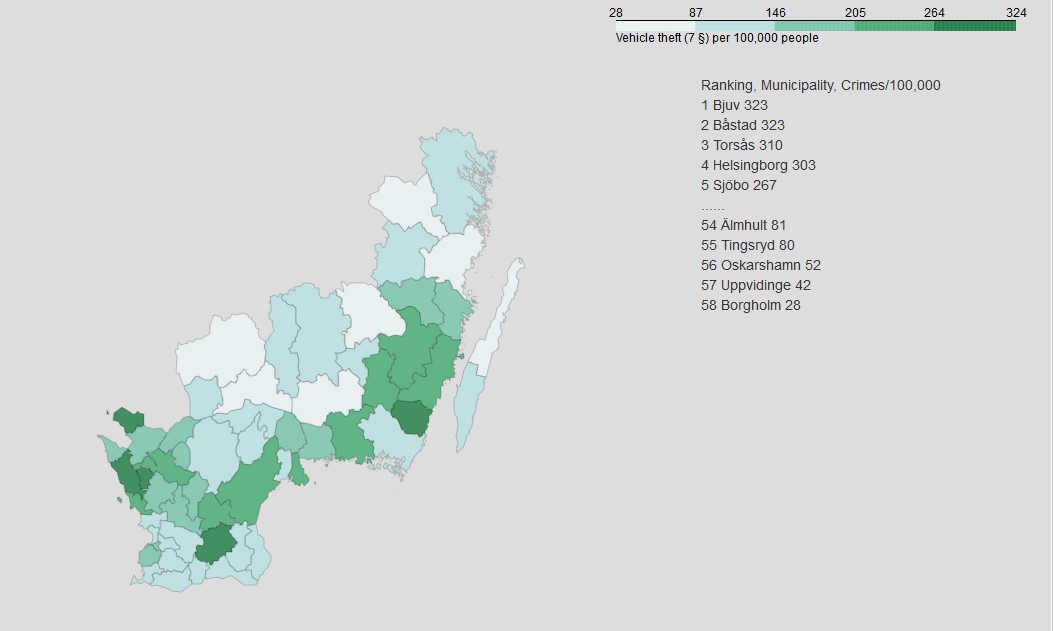 28 87 146 205 264 324
Vehicle theft (7 §) per 100,000 people
Ranking, Municipality, Crimes/100,000
1 Bjuv 323
2 Båstad 323
3 Torsås 310
4 Helsingborg 303
5 Sjöbo 267
......
54 Älmhult 81
55 Tingsryd 80
56 Oskarshamn 52
57 Uppvidinge 42
58 Borgholm 28